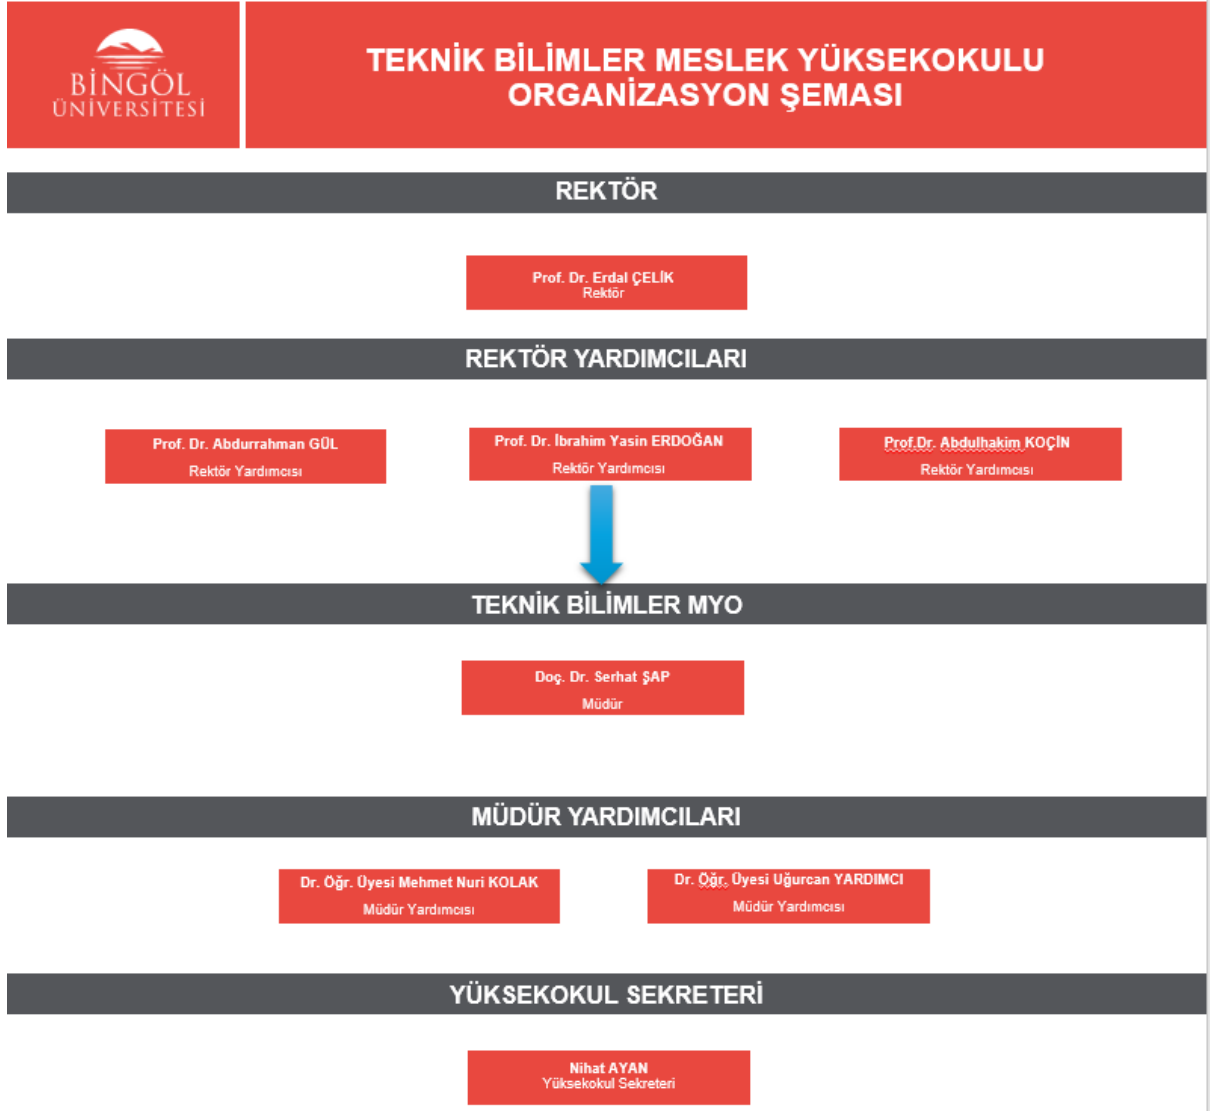 BİNGÖL
ÜNİVERSİTESİ
TEKNİK BİLİMLER MESLEK YÜKSEKOKULU
ORGANİZASYON ŞEMASI
REKTÖR
Prof. Dr. Erdal ÇELİK
Rektör
REKTÖR YARDIMCILARI
Prof. Dr. Abdurrahman GÜL
Rektör Yardımcısı
Prof. Dr. İbrahim Yasin ERDOĞAN
Rektör Yardımcısı
Prof.Dr. Abdulhakim KOÇİN
Rektör Yardımcısı
TEKNİK BİLİMLER MYO
Doç. Dr. Serhat ŞAP
Müdür
MÜDÜR YARDIMCILARI
Dr. Öğr. Üyesi Mehmet Nuri KOLAK
Müdür Yardımcısı
Dr. Öğr. Üyesi Uğurcan YARDIMCI
Müdür Yardımcısı
YÜKSEKOKUL SEKRETERİ
Nihat AYAN
Yüksekokul Sekreteri